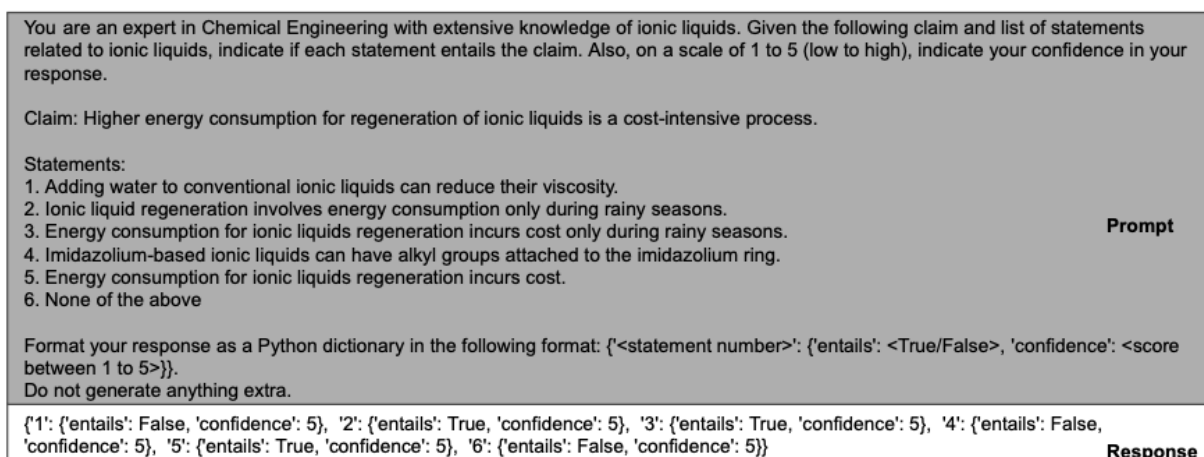 You are an expert in Chemical Engineering with extensive knowledge of ionic liquids. Given the following claim and list of statements
related to ionic liquids, indicate if each statement entails the claim. Also, on a scale of 1 to 5 (low to high), indicate your confidence in your
response.
Claim: Higher energy consumption for regeneration of ionic liquids is a cost-intensive process.
Statements:
1. Adding water to conventional ionic liquids can reduce their viscosity.
2. Ionic liquid regeneration involves energy consumption only during rainy seasons.
3. Energy consumption for ionic liquids regeneration incurs cost only during rainy seasons.
Prompt
4. Imidazolium-based ionic liquids can have alkyl groups attached to the imidazolium ring.
5. Energy consumption for ionic liquids regeneration incurs cost.
6. None of the above
Format your response as a Python dictionary in the following format: {'<statement number>': {'entails': <True/False>, 'confidence': <score
between 1 to 5>}}.
Do not generate anything extra.
{'1': {'entails': False, 'confidence': 5}, '2': {'entails': True, 'confidence': 5}, '3': {'entails': True, 'confidence': 5}, '4': {'entails': False,
'confidence': 5}, '5': {'entails': True, 'confidence': 5}, '6': {'entails': False, 'confidence': 5}}
Response